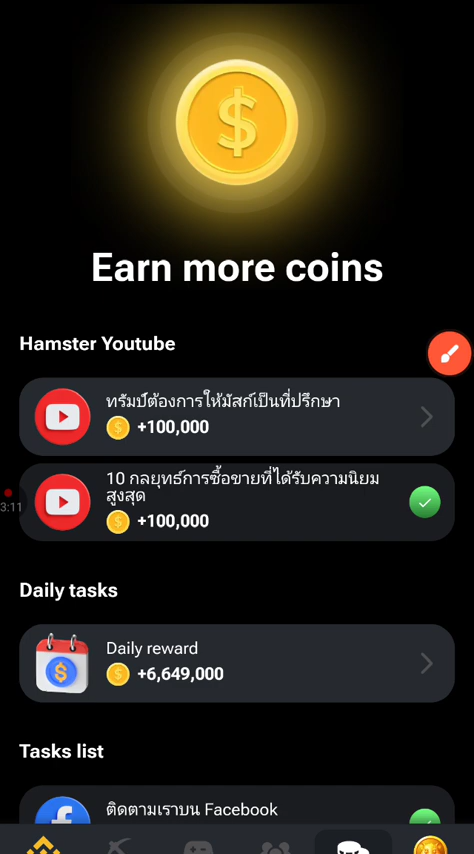 Earn more coins
Hamster Youtube
ทรัมป์ต้องการให้มัสก์เป็นที่ปรึกษา
+100,000
10 กลยุทธ์การซื้อขายที่ได้รับความนิยม
สูงสุด
+100,000
3:11
Daily tasks
Daily reward
+6,649,000
Tasks list
ติดตามเราบน Facebook